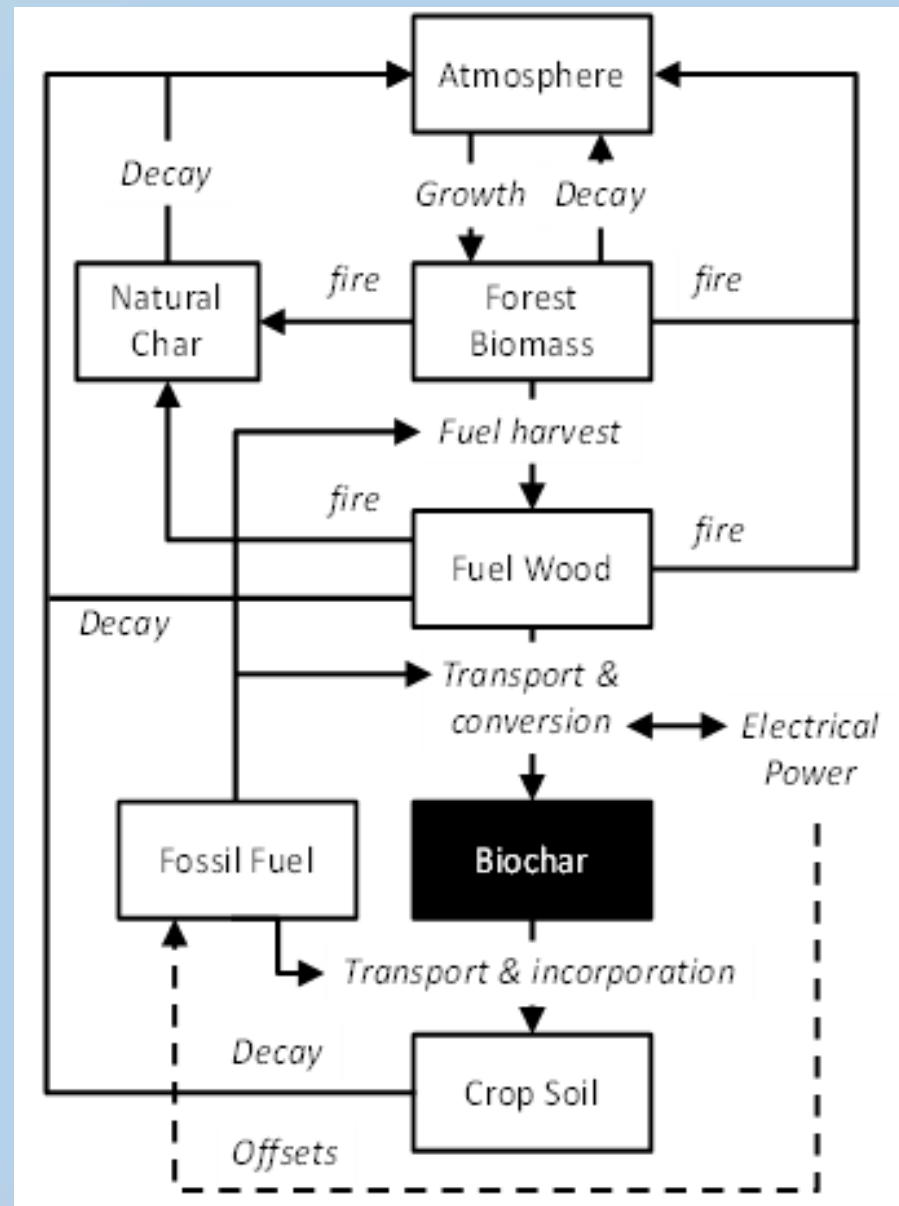 Atmosphere
Decay
Growth
Decay
Natural
Char
fire
Forest
Biomass
fire
Fuel harvest
fire
Fuel Wood
fire
Decay
Transport &
conversion
Electrical
Power
Fossil Fuel
Biochar
Transport & incorporation
Decay
Crop Soil
Offsets